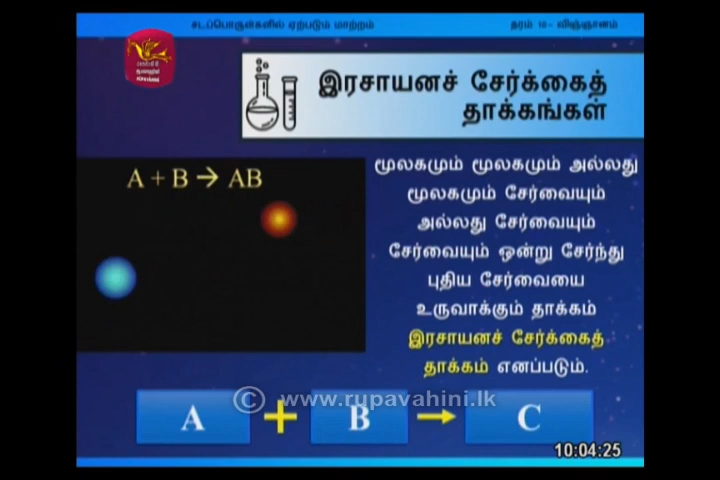 சடப்பொருள்களில் ஏற்படும் மாற்றம்
தரம் 10 – விஞ்ஞானம்
இரசாயனச் சேர்க்கைத்
தாக்கங்கள்
A + B → AB
மூலகமும் மூலகமும் அல்லது
மூலகமும் சேர்வையும்
அல்லது சேர்வையும்
சேர்வையும் ஒன்று சேர்ந்து
புதிய சேர்வையை
உருவாக்கும் தாக்கம்
இரசாயனச் சேர்க்கைத்
தாக்கம் எனப்படும்.
© www.rupavahini.lk
A + B → C
10:04:25